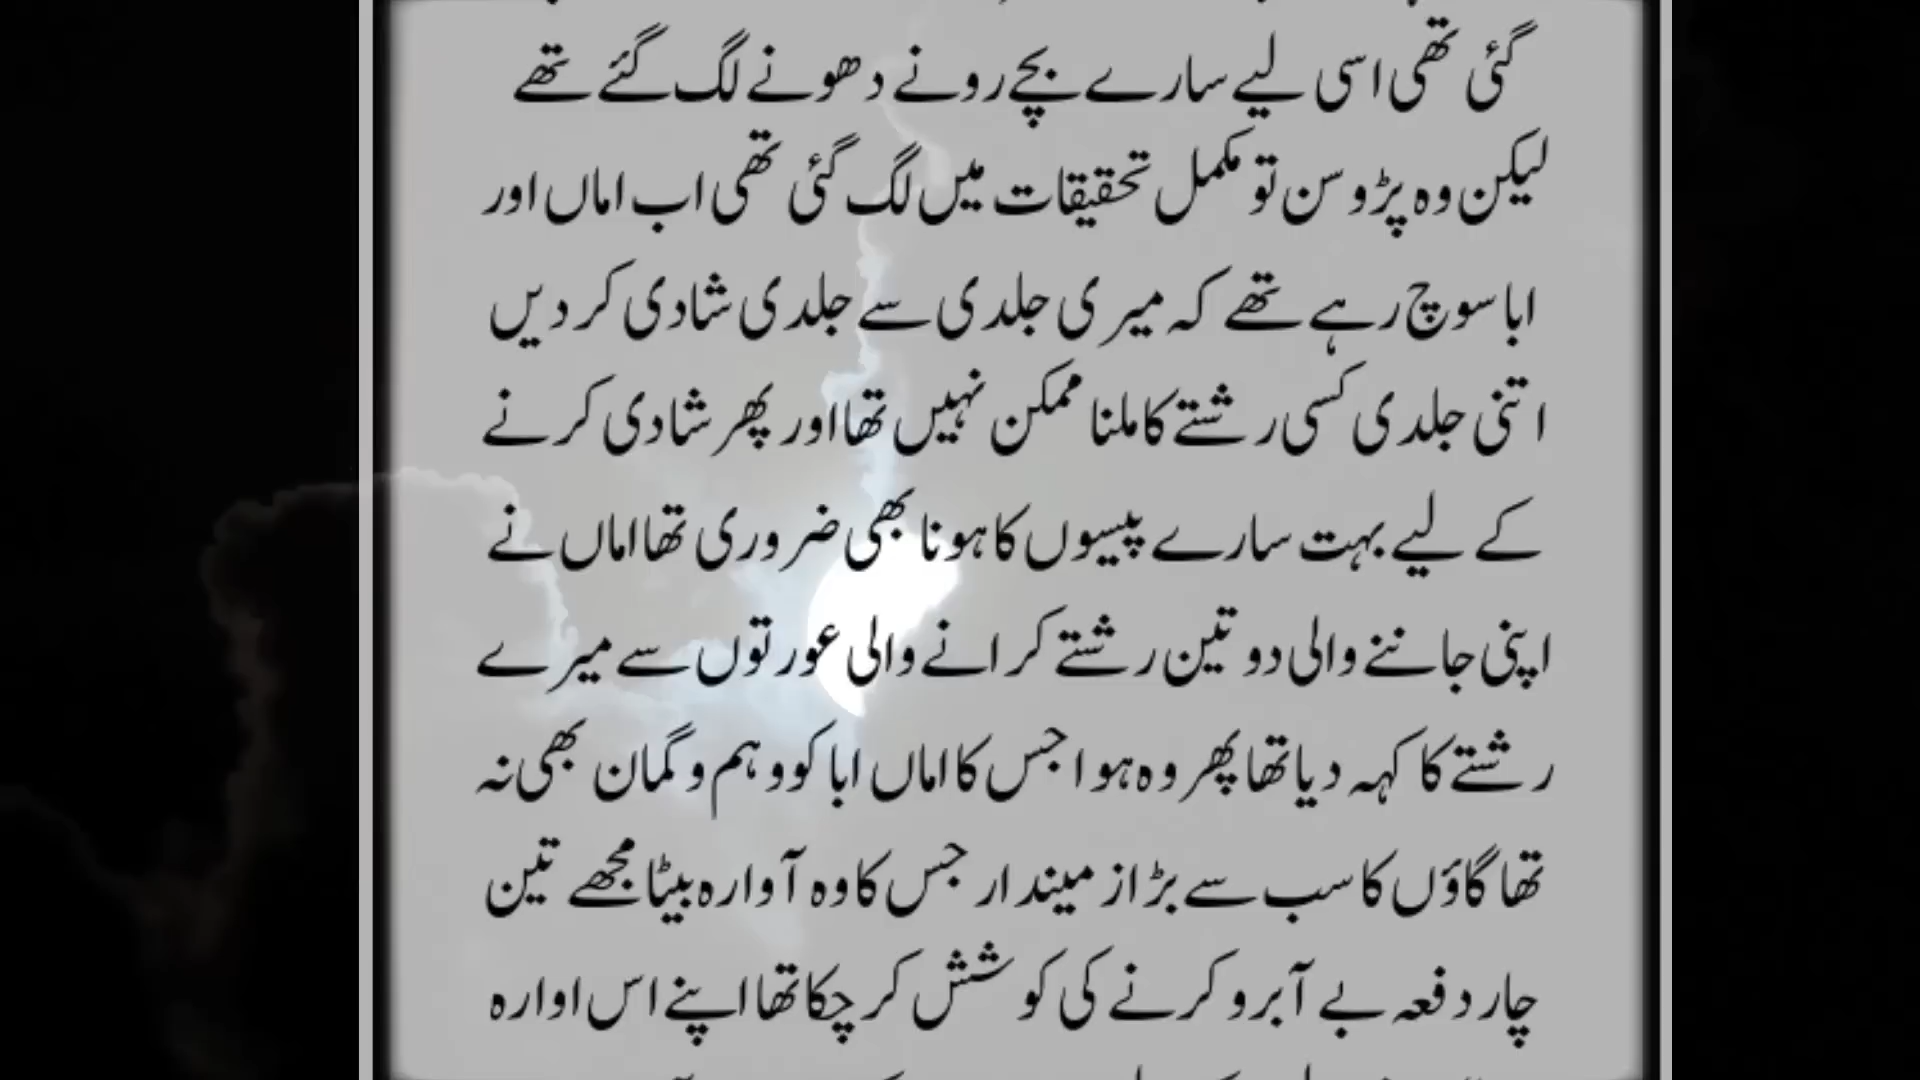 گئی تھی اسی لیے سارے بچے رونے دھونے لگ گئے تھے
لیکن وہ پڑوسن تو مکمل تحقیقات میں لگ گئی تھی اب اماں اور
ابا سوچ رہے تھے کہ میری جلدی سے جلدی شادی کر دیں
اتنی جلدی کسی رشتے کا ملنا ممکن نہیں تھا اور پھر شادی کرنے
کے لیے بہت سارے پیسوں کا ہونا بھی ضروری تھا اماں نے
اپنی جاننے والی دو تین رشتے کرانے والی عورتوں سے میرے
رشتے کا کہہ دیا تھا پھر وہ ہوا جس کا اماں ابا کو وہم و گمان بھی نہ
تھا گاؤں کا سب سے بڑا زمیندار جس کا وہ آوارہ بیٹا مجھے تین
چار دفعہ بے آبرو کرنے کی کوشش کر چکا تھا اپنے اس اوارہ